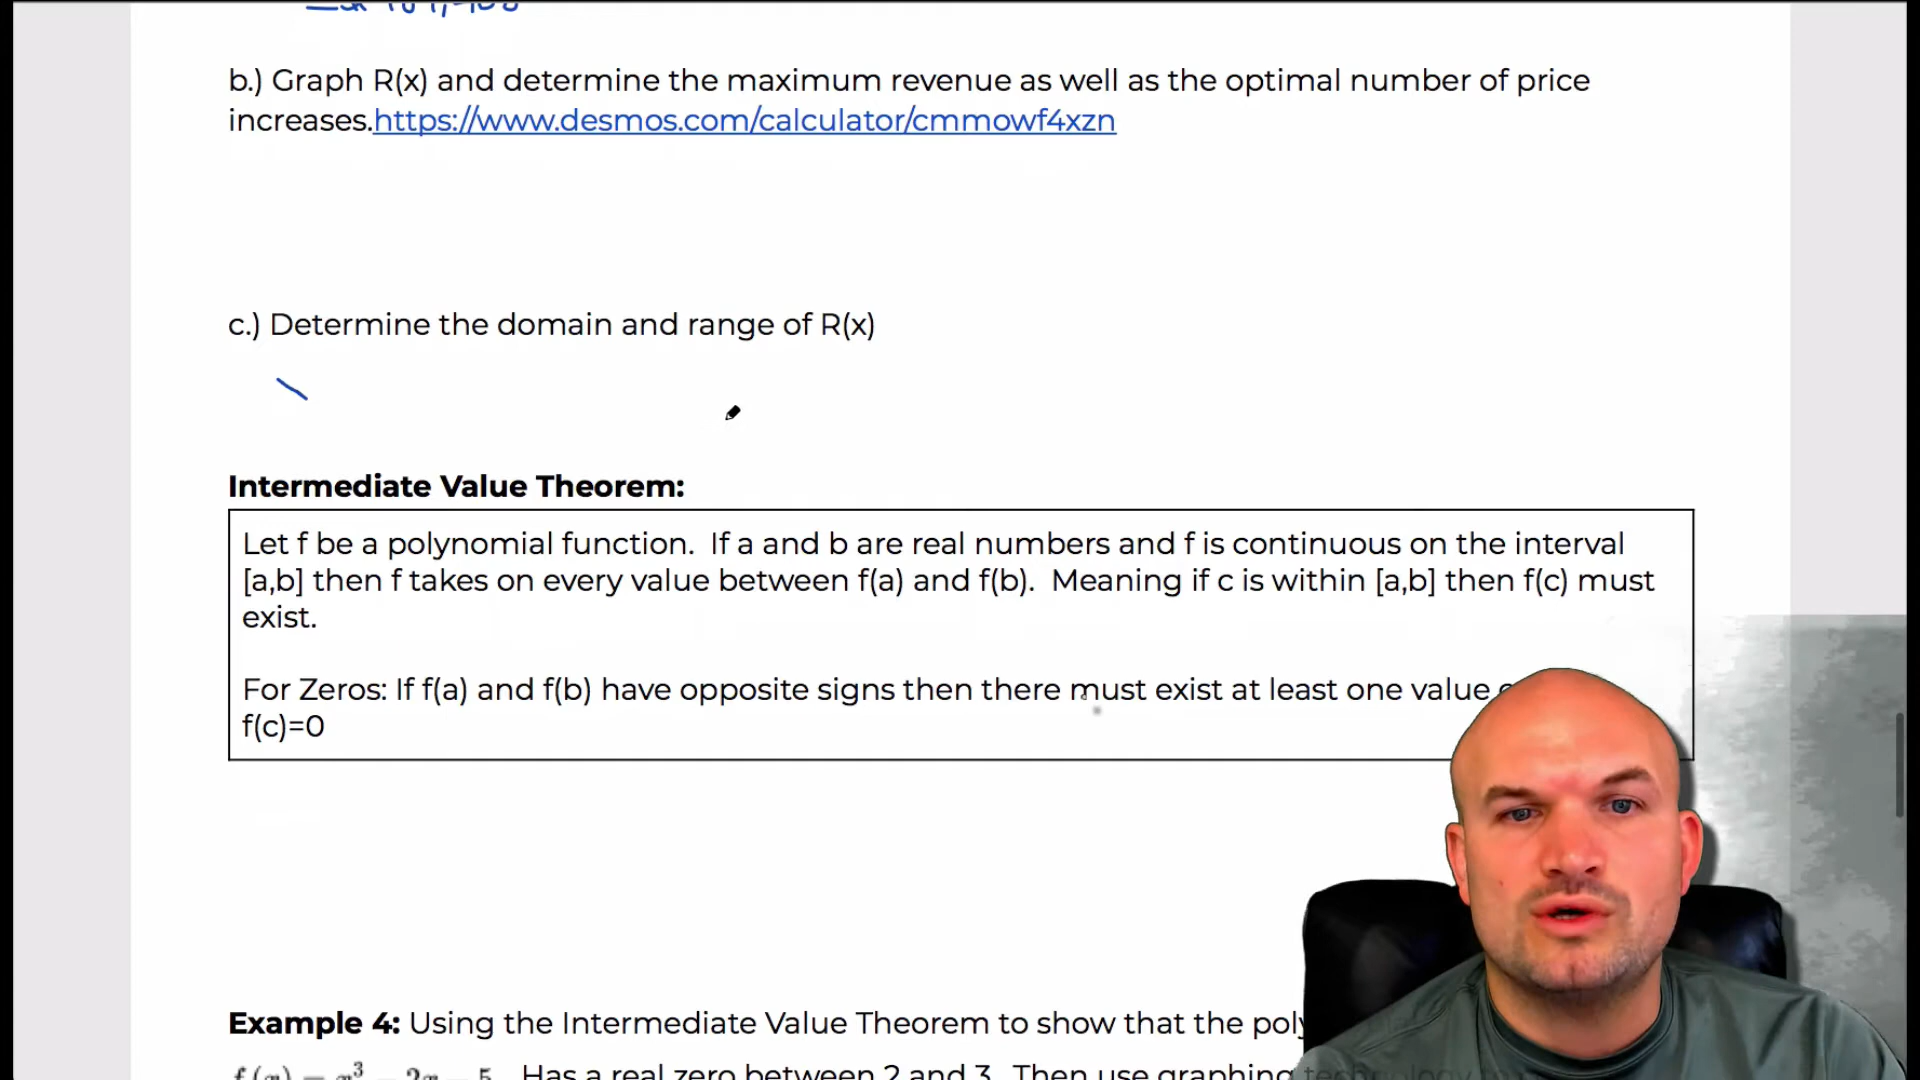 b.) Graph R(x) and determine the maximum revenue as well as the optimal number of price
increases.https://www.desmos.com/calculator/cmmowf4xzn
c.) Determine the domain and range of R(x)
Intermediate Value Theorem:
Let f be a polynomial function. If a and b are real numbers and f is continuous on the interval
[a,b] then f takes on every value between f(a) and f(b). Meaning if c is within [a,b] then f(c) must
exist.
For Zeros: If f(a) and f(b) have opposite signs then there must exist at least one value
f(c)=0
Example 4: Using the Intermediate Value Theorem to show that the
f(x) = x³ − 2x − 5 Has a real zero between 2 and 3. Then use graphing technology